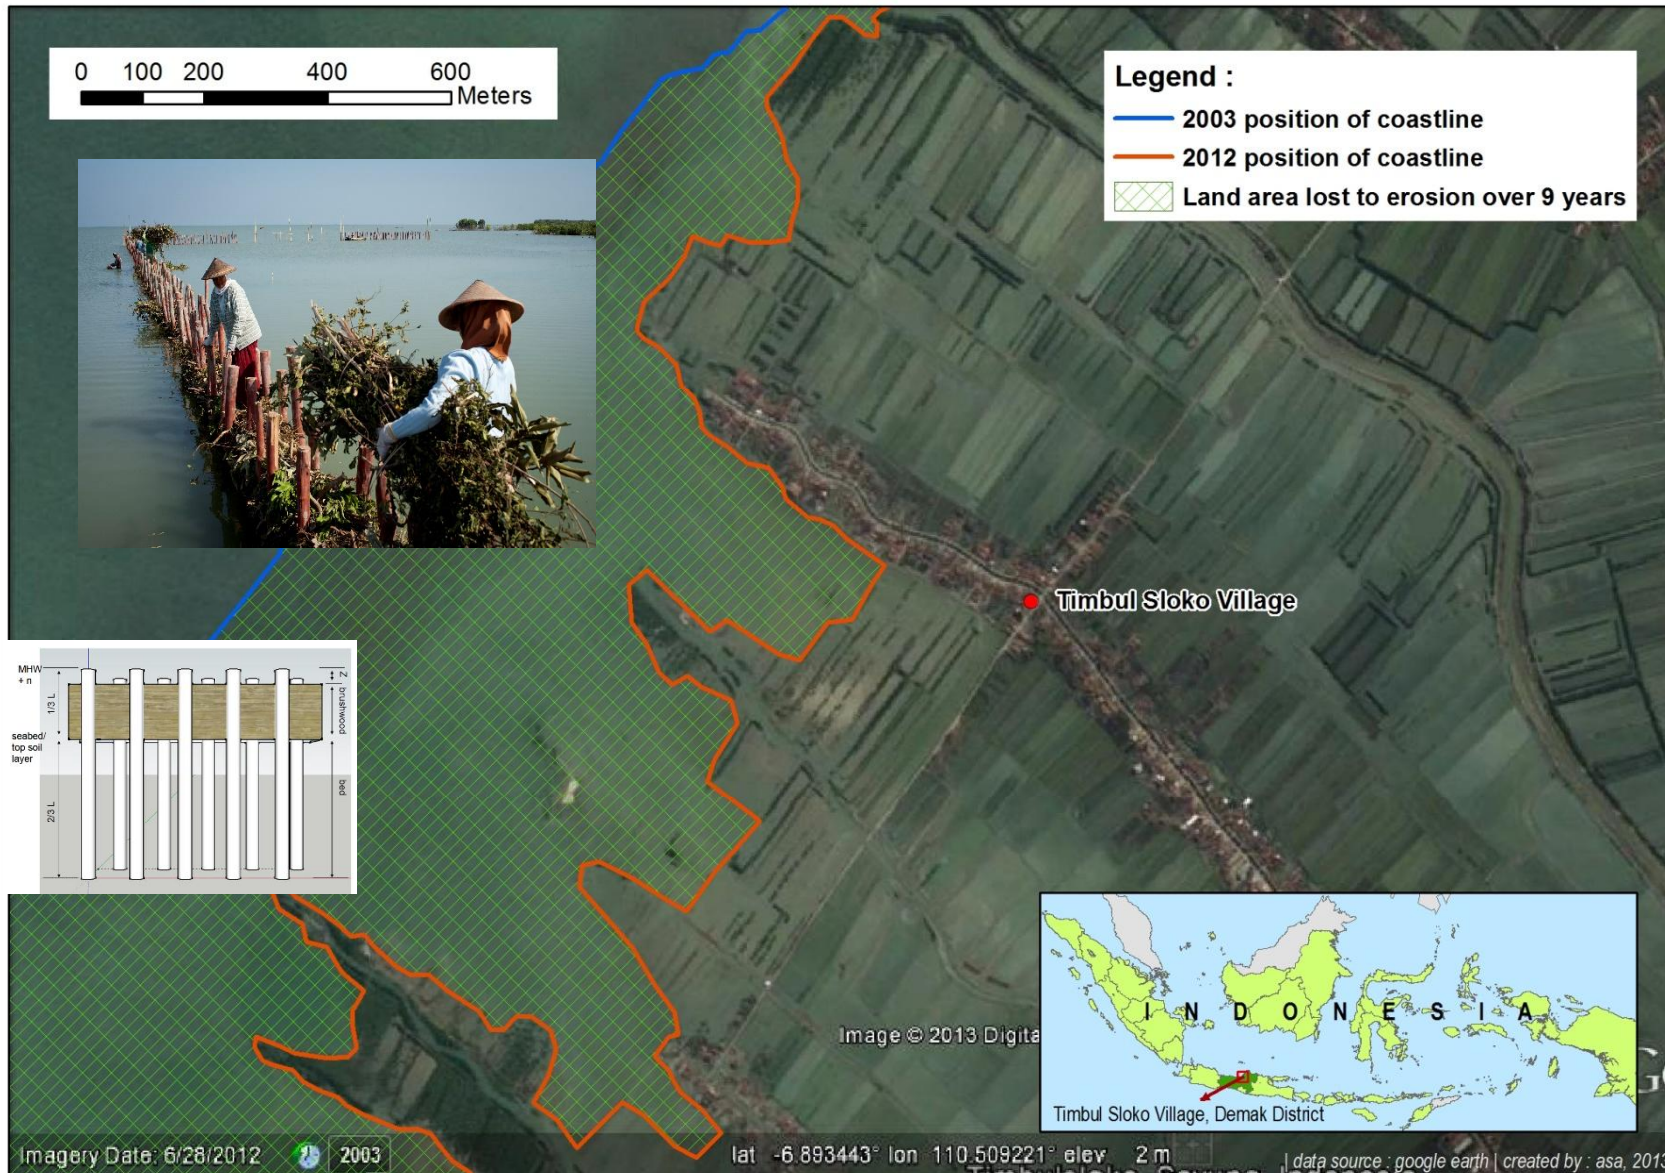 0 100 200 400 600
Meters
Legend :
2003 position of coastline
2012 position of coastline
Land area lost to erosion over 9 years
Timbul Sloko Village
MHW
+ n
1/3 L
Z
brushwood
seabed/
top soil
layer
2/3 L
bed
INDONESIA
Timbul Sloko Village, Demak District
Image © 2013 Digita
Imagery Date: 6/28/2012
2003
lat -6.893443° lon 110.509221° elev 2 m
| data source : google earth | created by : asa, 2013